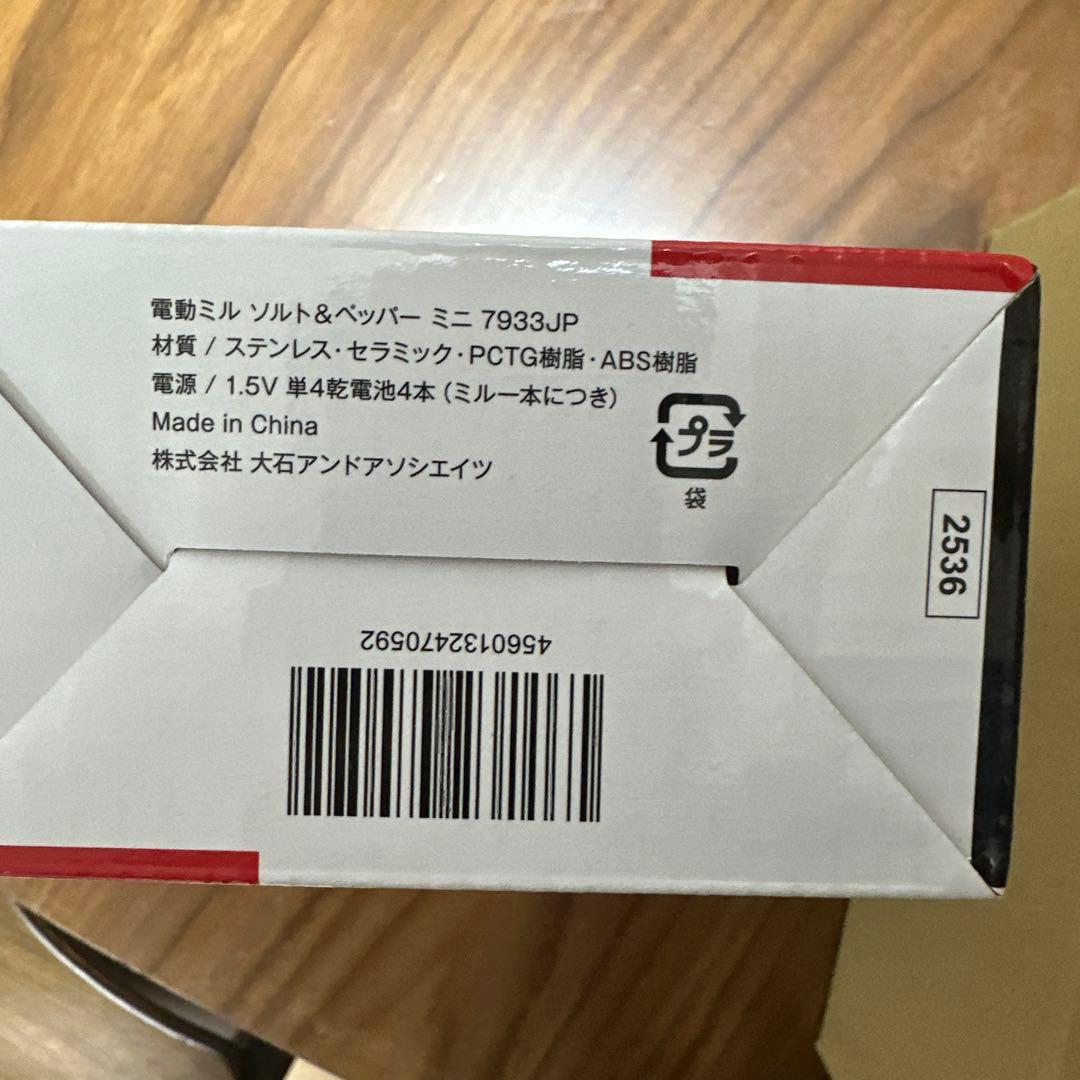 電動ミル ソルト&ペッパー ミニ 7933JP
材質 / ステンレス・セラミック・PCTG樹脂・ABS樹脂
電源 / 1.5V 単4乾電池4本 (ミル一本につき)
Made in China
株式会社 大石アンドアソシエイツ
プラ
袋
2536
4560132470592